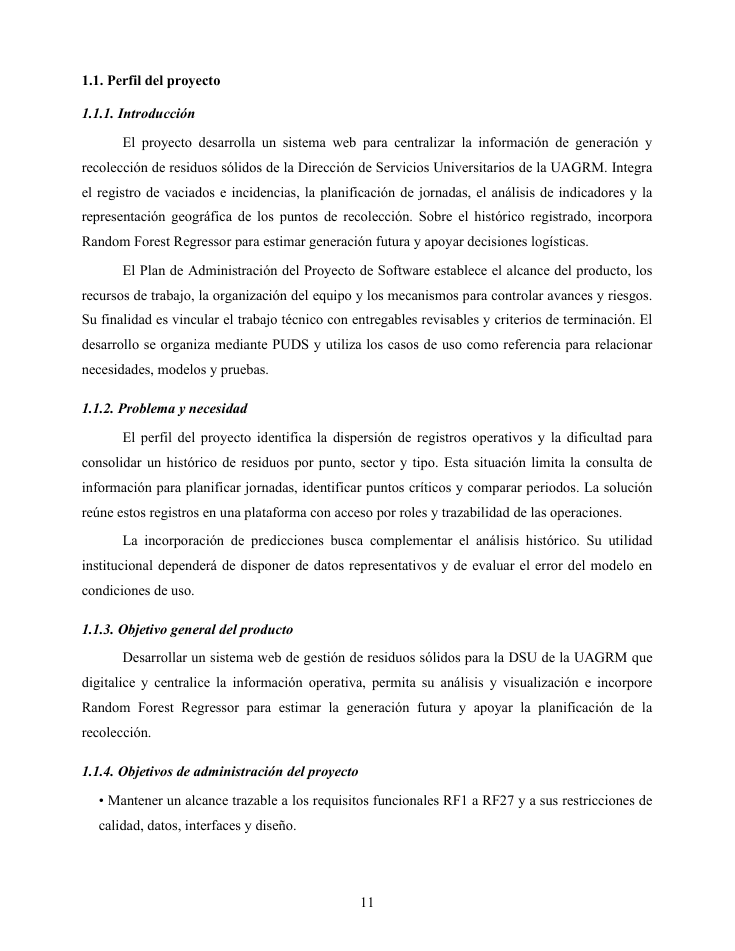 1.1. Perfil del proyecto
1.1.1. Introducción
El proyecto desarrolla un sistema web para centralizar la información de generación y
recolección de residuos sólidos de la Dirección de Servicios Universitarios de la UAGRM. Integra
el registro de vaciados e incidencias, la planificación de jornadas, el análisis de indicadores y la
representación geográfica de los puntos de recolección. Sobre el histórico registrado, incorpora
Random Forest Regressor para estimar generación futura y apoyar decisiones logísticas.
El Plan de Administración del Proyecto de Software establece el alcance del producto, los
recursos de trabajo, la organización del equipo y los mecanismos para controlar avances y riesgos.
Su finalidad es vincular el trabajo técnico con entregables revisables y criterios de terminación. El
desarrollo se organiza mediante PUDS y utiliza los casos de uso como referencia para relacionar
necesidades, modelos y pruebas.
1.1.2. Problema y necesidad
El perfil del proyecto identifica la dispersión de registros operativos y la dificultad para
consolidar un histórico de residuos por punto, sector y tipo. Esta situación limita la consulta de
información para planificar jornadas, identificar puntos críticos y comparar periodos. La solución
reúne estos registros en una plataforma con acceso por roles y trazabilidad de las operaciones.
La incorporación de predicciones busca complementar el análisis histórico. Su utilidad
institucional dependerá de disponer de datos representativos y de evaluar el error del modelo en
condiciones de uso.
1.1.3. Objetivo general del producto
Desarrollar un sistema web de gestión de residuos sólidos para la DSU de la UAGRM que
digitalice y centralice la información operativa, permita su análisis y visualización e incorpore
Random Forest Regressor para estimar la generación futura y apoyar la planificación de la
recolección.
1.1.4. Objetivos de administración del proyecto
• Mantener un alcance trazable a los requisitos funcionales RF1 a RF27 y a sus restricciones de
calidad, datos, interfaces y diseño.
11